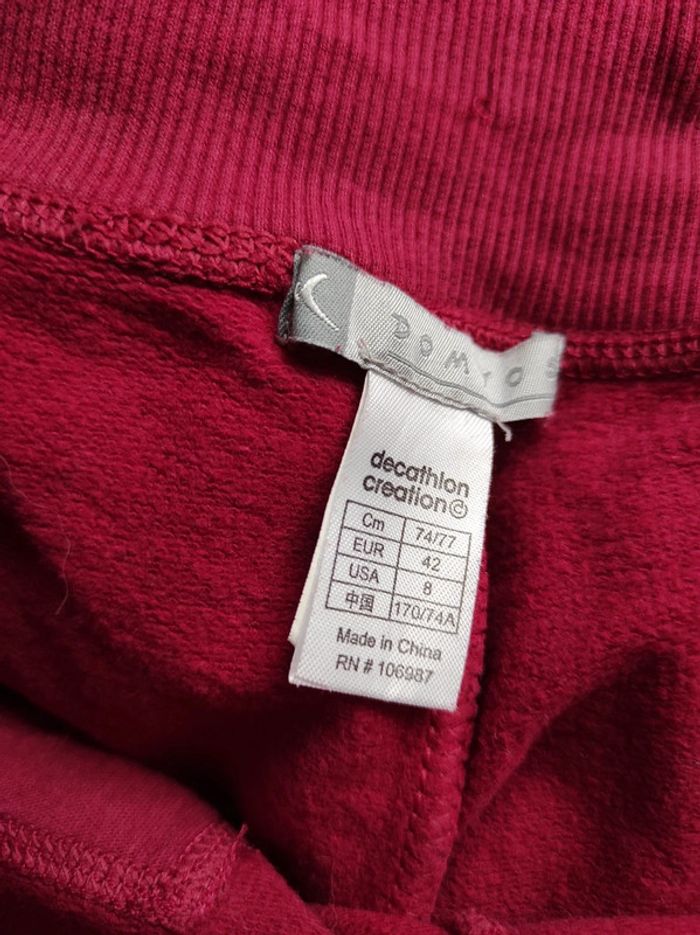 DOMYOS
decathlon
creation©
Cm 74/77
EUR 42
USA 8
中国 170/74A
Made in China
RN # 106987